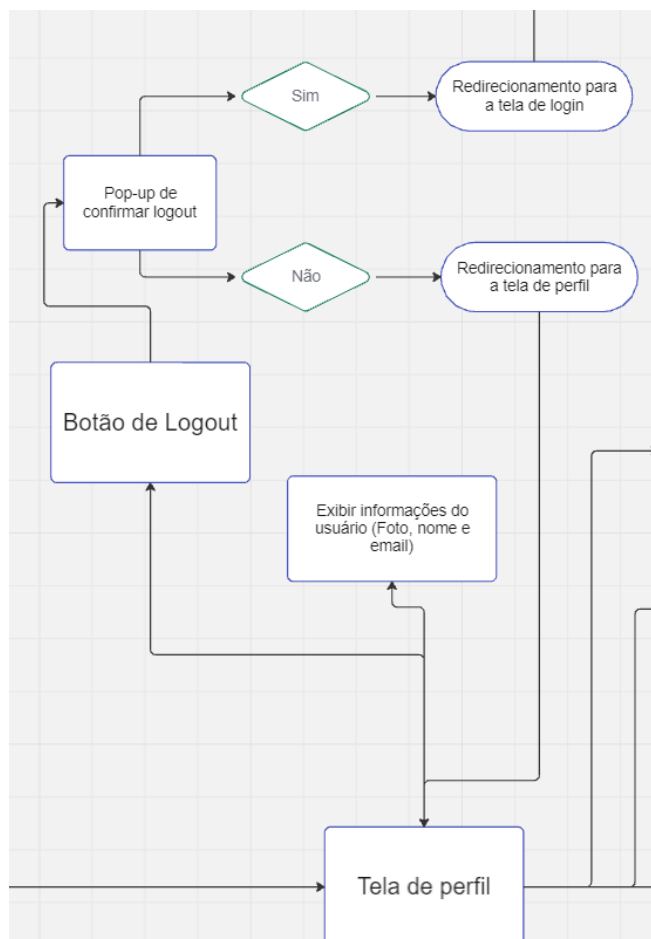 Sim
Redirecionamento para
a tela de login
Pop-up de
confirmar logout
Não
Redirecionamento para
a tela de perfil
Botão de Logout
Exibir informações do
usuário (Foto, nome e
email)
Tela de perfil